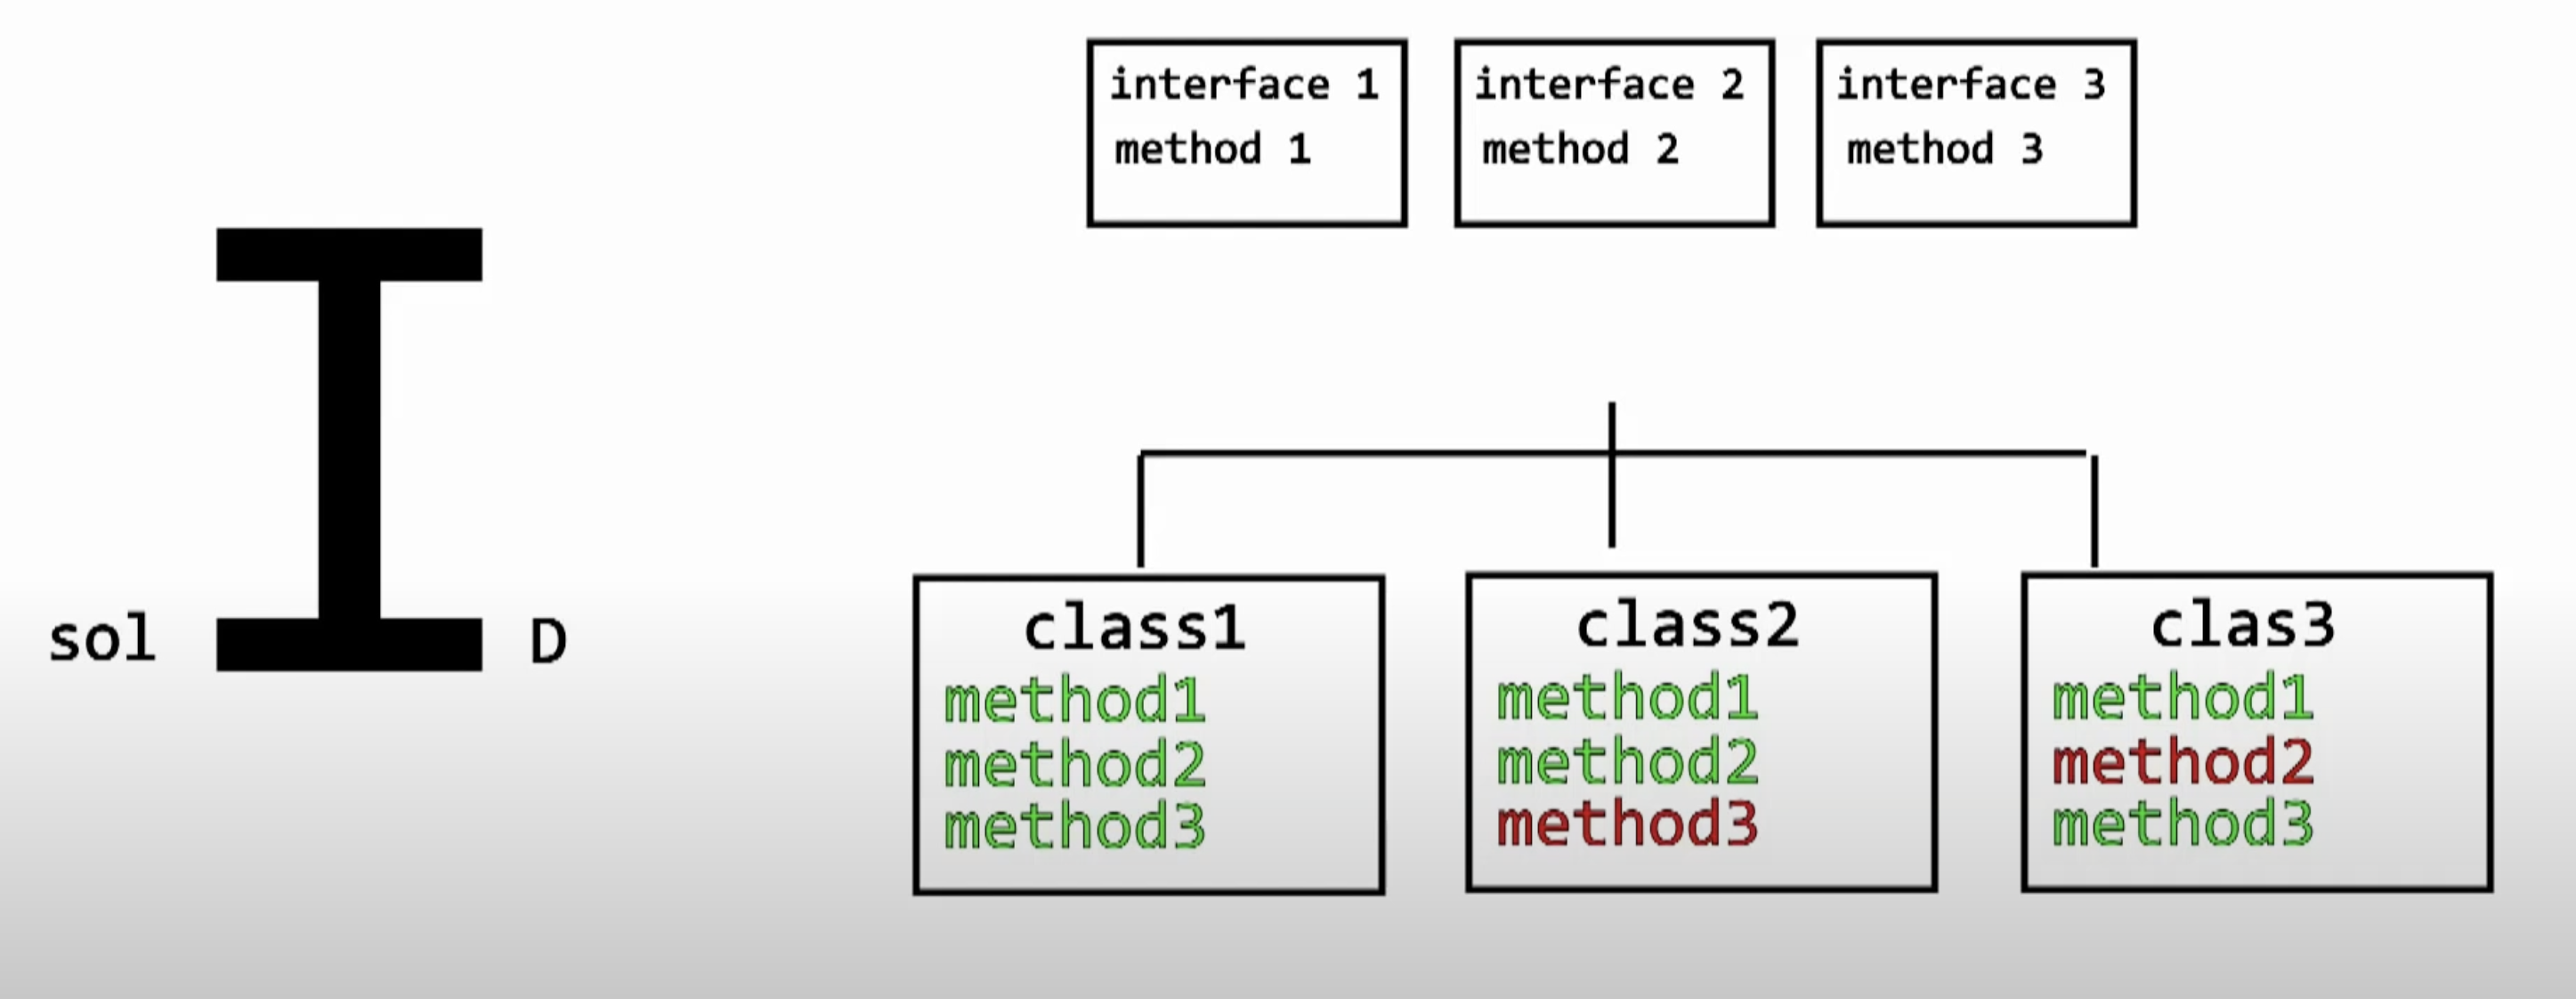 interface 1
method 1
interface 2
method 2
interface 3
method 3
sol I D
class1
method1
method2
method3
class2
method1
method2
method3
clas3
method1
method2
method3